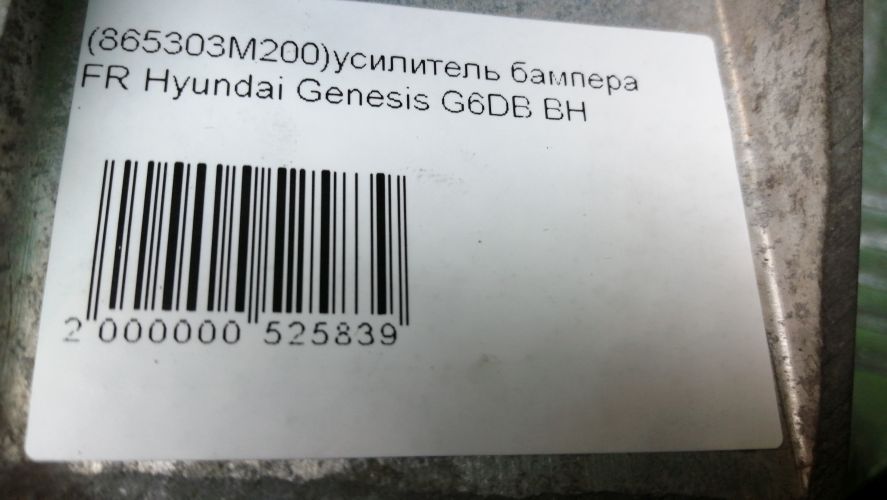 (865303M200)усилитель бампера
FR Hyundai Genesis G6DB BH
2 000000 525839